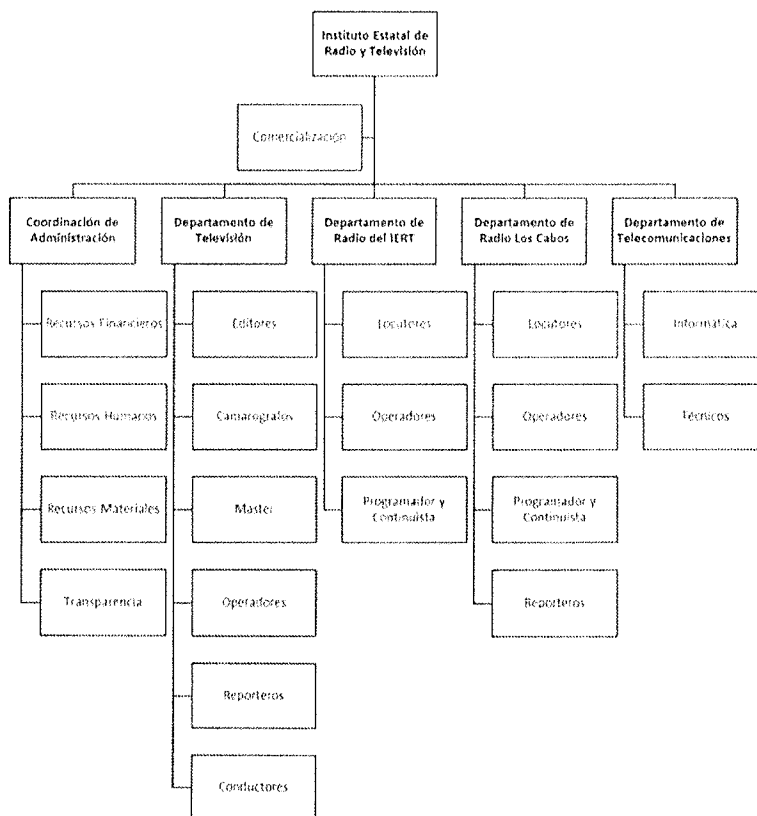 Instituto Estatal de
Radio y Televisión
Comercialización
Coordinación de
Administración
Departamento de
Televisión
Departamento de
Radio del IERT
Departamento de
Radio Los Cabos
Departamento de
Telecomunicaciones
Recursos Financieros
Editores
Locutores
Locutores
Informática
Recursos Humanos
Camarografos
Operadores
Operadores
Técnicos
Recursos Materiales
Master
Programador y
Continuista
Programador y
Continuista
Transparencia
Operadores
Reporteros
Reporteros
Conductores